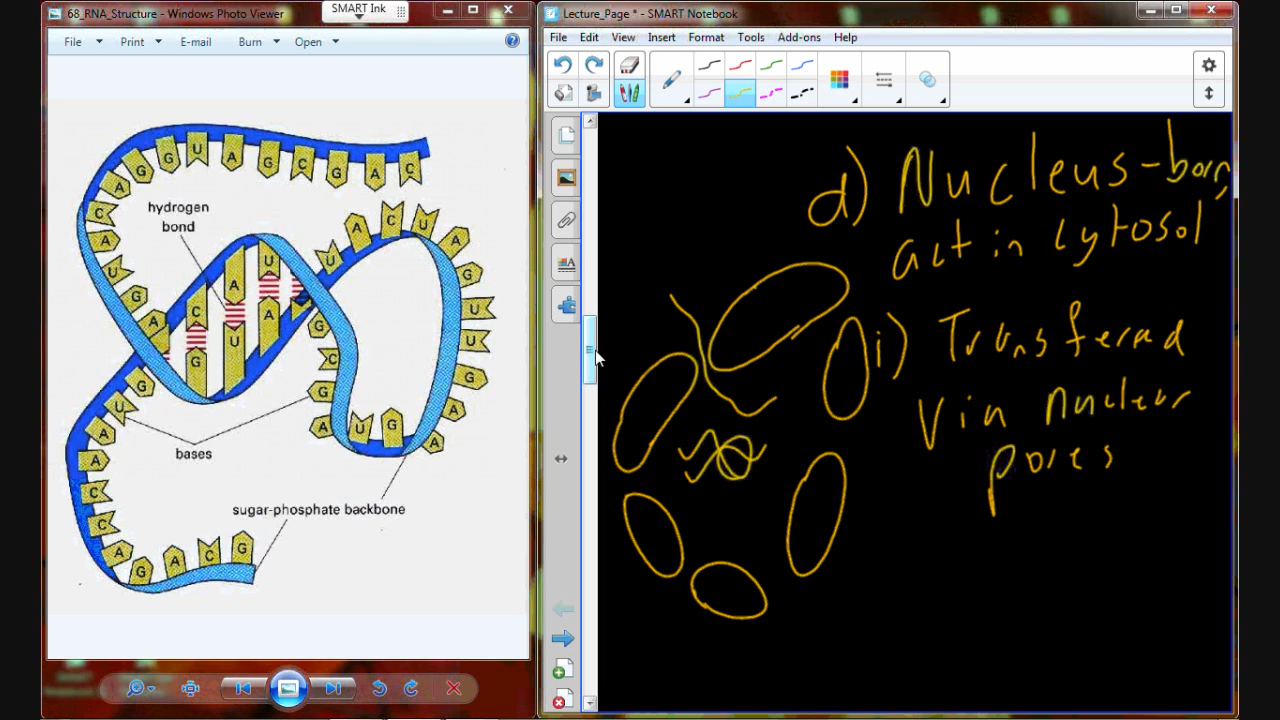 68_RNA_Structure - Windows Photo Viewer
SMART Ink
File Print E-mail Burn Open
A G G U A G C G A C
C
A
U
G
A
hydrogen
bond
U A C U A G U U G A A G U A G C G
C A U
G U A
G U A A C C A G A C G
bases
sugar-phosphate backbone
Lecture_Page * - SMART Notebook
File Edit View Insert Format Tools Add-ons Help
d) Nucleus-born,
act in cytosol
i) Transfered
via nuclear
pores